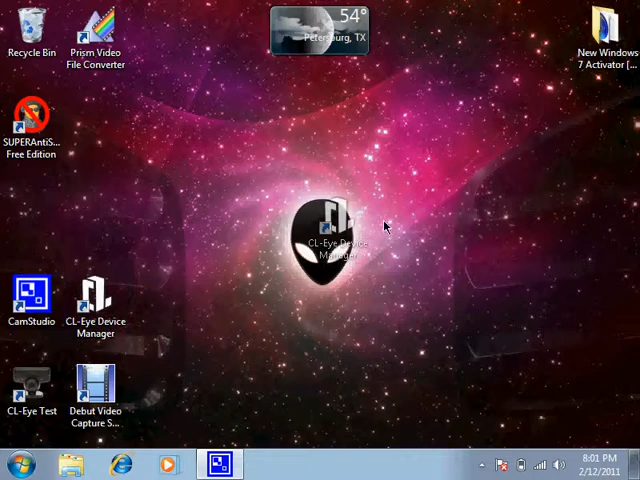 54°
Petersburg, TX
Recycle Bin
Prism Video
File Converter
New Windows
7 Activator [...
SUPERAntiS...
Free Edition
CL-Eye Device
Manager
CamStudio
CL-Eye Device
Manager
CL-Eye Test
Debut Video
Capture S...
8:01 PM
2/12/2011